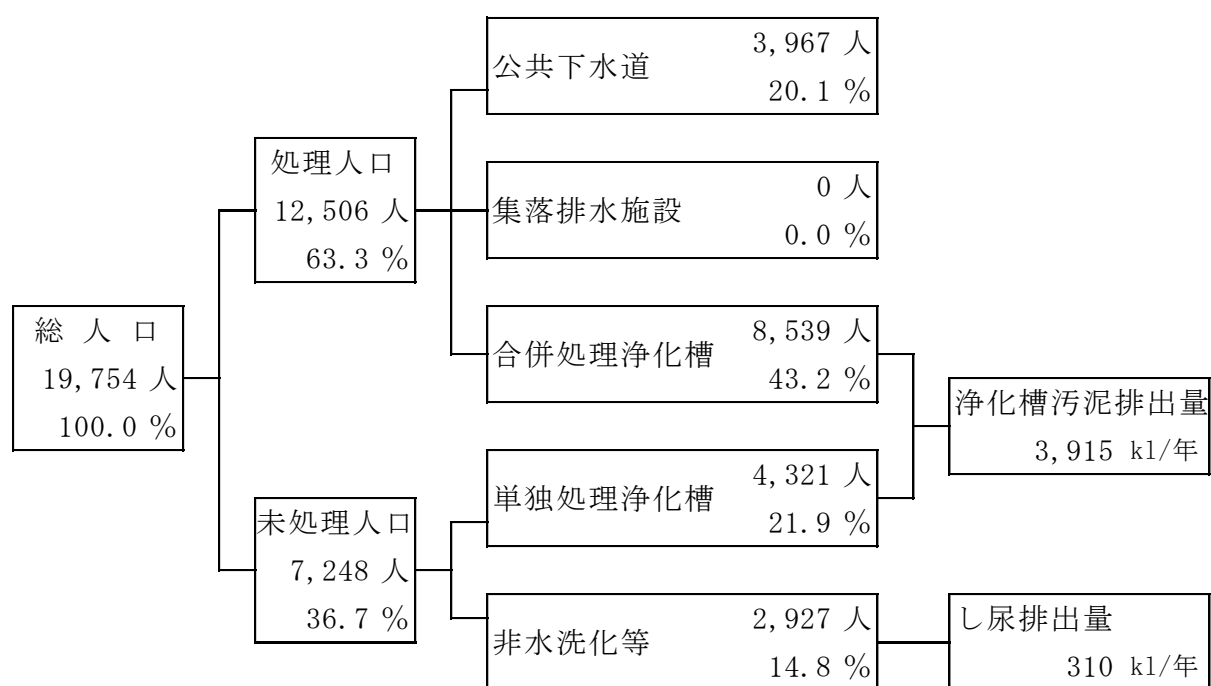 公共下水道
3,967 人
20.1 %
処理人口
12,506 人
63.3 %
集落排水施設
0 人
0.0 %
総人口
19,754 人
100.0 %
合併処理浄化槽
8,539 人
43.2 %
浄化槽汚泥排出量
3,915 kl/年
単独処理浄化槽
4,321 人
21.9 %
未処理人口
7,248 人
36.7 %
非水洗化等
2,927 人
14.8 %
し尿排出量
310 kl/年